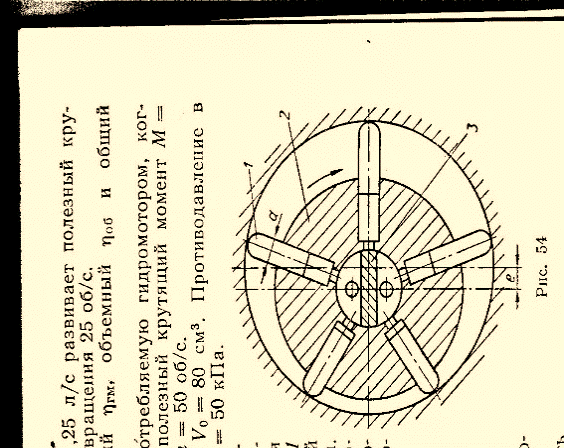 ,25 л/с развивает полезный кру-
вращения 25 об/с.
й ηгм, объемный ηоб и общий
отребляемую гидромотором, ког-
полезный крутящий момент M =
= 50 об/с.
V₀ = 80 см³. Противодавление в
= 50 кПа.
1
2
3
a
e
Рис. 54